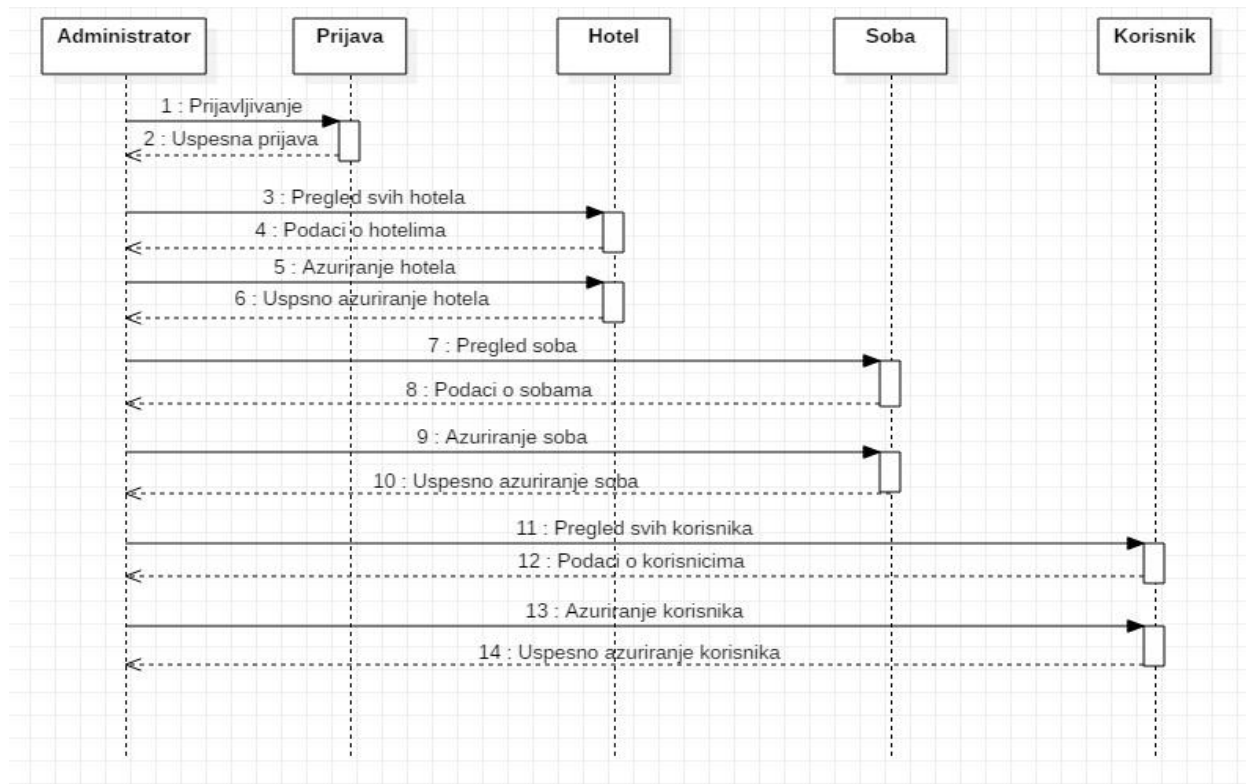 Administrator
Prijava
Hotel
Soba
Korisnik
1 : Prijavljivanje
2 : Uspesna prijava
3 : Pregled svih hotela
4 : Podaci o hotelima
5 : Azuriranje hotela
6 : Uspsno azuriranje hotela
7 : Pregled soba
8 : Podaci o sobama
9 : Azuriranje soba
10 : Uspesno azuriranje soba
11 : Pregled svih korisnika
12 : Podaci o korisnicima
13 : Azuriranje korisnika
14 : Uspesno azuriranje korisnika